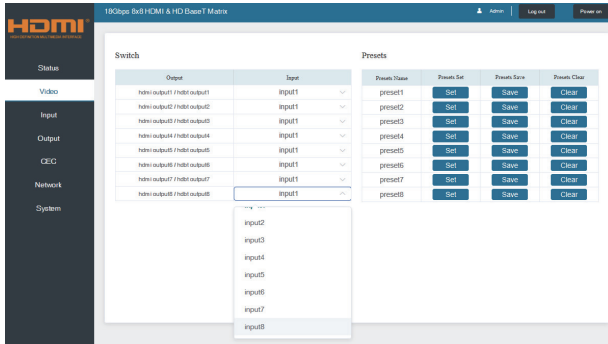 18Gbps 8x8 HDMI & HD BaseT Matrix
Admin
Log out
Power on
HDMI
HIGH DEFINITION MULTIMEDIA INTERFACE
Status
Video
Input
Output
CEC
Network
System
Switch
Output Input
hdmi output1 / hdbt output1 input1
hdmi output2 / hdbt output2 input1
hdmi output3 / hdbt output3 input1
hdmi output4 / hdbt output4 input1
hdmi output5 / hdbt output5 input1
hdmi output6 / hdbt output6 input1
hdmi output7 / hdbt output7 input1
hdmi output8 / hdbt output8 input1
input2
input3
input4
input5
input6
input7
input8
Presets
Presets Name Presets Set Presets Save Presets Clear
preset1 Set Save Clear
preset2 Set Save Clear
preset3 Set Save Clear
preset4 Set Save Clear
preset5 Set Save Clear
preset6 Set Save Clear
preset7 Set Save Clear
preset8 Set Save Clear